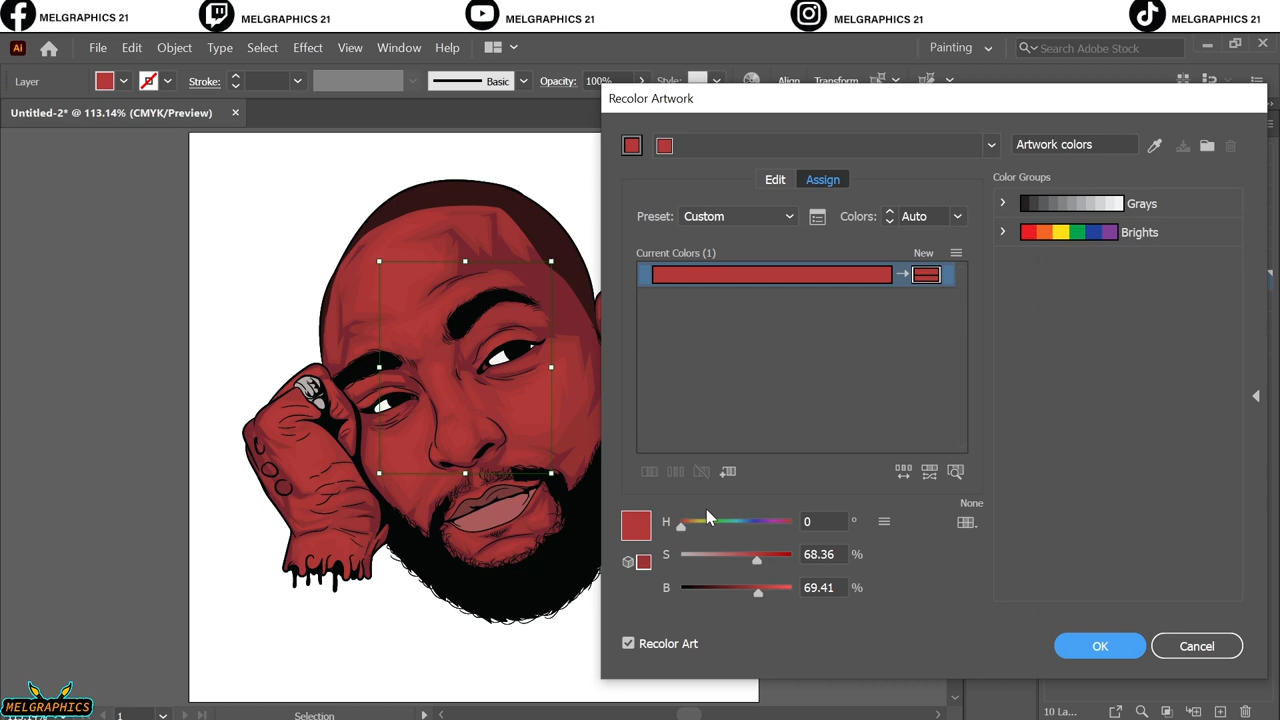 MELGRAPHICS 21 MELGRAPHICS 21 MELGRAPHICS 21 MELGRAPHICS 21 MELGRAPHICS 21
Ai File Edit Object Type Select Effect View Window Help Painting Search Adobe Stock
Layer Stroke: Basic Opacity: 100% Style: Align Transform
Untitled-2* @ 113.14% (CMYK/Preview) ×
Recolor Artwork
Artwork colors
Edit Assign
Color Groups
Preset: Custom Colors: Auto
Grays
Brights
Current Colors (1) New
None
H 0 °
S 68.36 %
B 69.41 %
Recolor Art
OK Cancel
MELGRAPHICS
1 Selection 10 La...